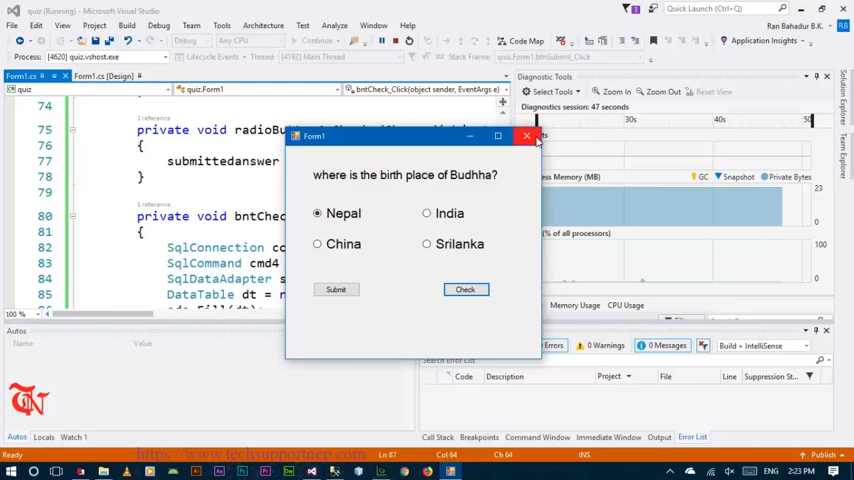 quiz (Running) - Microsoft Visual Studio
1
Quick Launch (Ctrl+Q)
File Edit View Project Build Debug Team Tools Architecture Test Analyze Window Help
Ran Bahadur B.K.
Debug Any CPU Continue Code Map Application Insights
Process: [4620] quiz.vshost.exe Lifecycle Events Thread: [4192] Main Thread Stack Frame: quiz.Form1.btnSubmit_Click
Form1.cs Form1.cs [Design] Diagnostic Tools
quiz quiz.Form1 bntCheck_Click(object sender, EventArgs e) Select Tools Zoom In Zoom Out Reset View
Diagnostic session: 47 seconds
74
1 reference
75 private void
76 {
77 submittedanswer
78 }
79
1 reference
80 private void bntChec
81 {
82 SqlConnection co
83 SqlCommand cmd4
84 SqlDataAdapter s
85 DataTable dt =
86
100 %
Form1
where is the birth place of Budhha?
Nepal India
China Srilanka
Submit Check
30s 40s 50
Memory (MB) GC Snapshot Private Bytes
23
0
(% of all processors)
100
0
Memory Usage CPU Usage
Autos
Name Value
Errors 0 Warnings 0 Messages Build + IntelliSense
Search Error List
Code Description Project File Line Suppression St...
TN
Autos Locals Watch 1
Call Stack Breakpoints Command Window Immediate Window Output Error List
https://www.techsupportnep.com
Ready Ln 87 Col 64 Ch 64 INS Publish
ENG 2:23 PM
Solution Explorer
Team Explorer